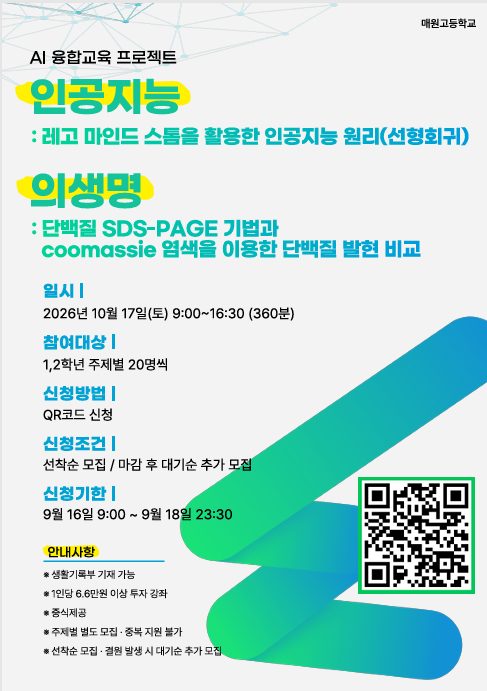 매원고등학교
AI 융합교육 프로젝트
인공지능
: 레고 마인드 스톰을 활용한 인공지능 원리(선형회귀)
의생명
: 단백질 SDS-PAGE 기법과
coomassie 염색을 이용한 단백질 발현 비교
일시 |
2026년 10월 17일(토) 9:00~16:30 (360분)
참여대상 |
1,2학년 주제별 20명씩
신청방법 |
QR코드 신청
신청조건 |
선착순 모집 / 마감 후 대기순 추가 모집
신청기한 |
9월 16일 9:00 ~ 9월 18일 23:30
안내사항
※ 생활기록부 기재 가능
※ 1인당 6.6만원 이상 투자 강좌
※ 중식제공
※ 주제별 별도 모집 · 중복 지원 불가
※ 선착순 모집 · 결원 발생 시 대기순 추가 모집